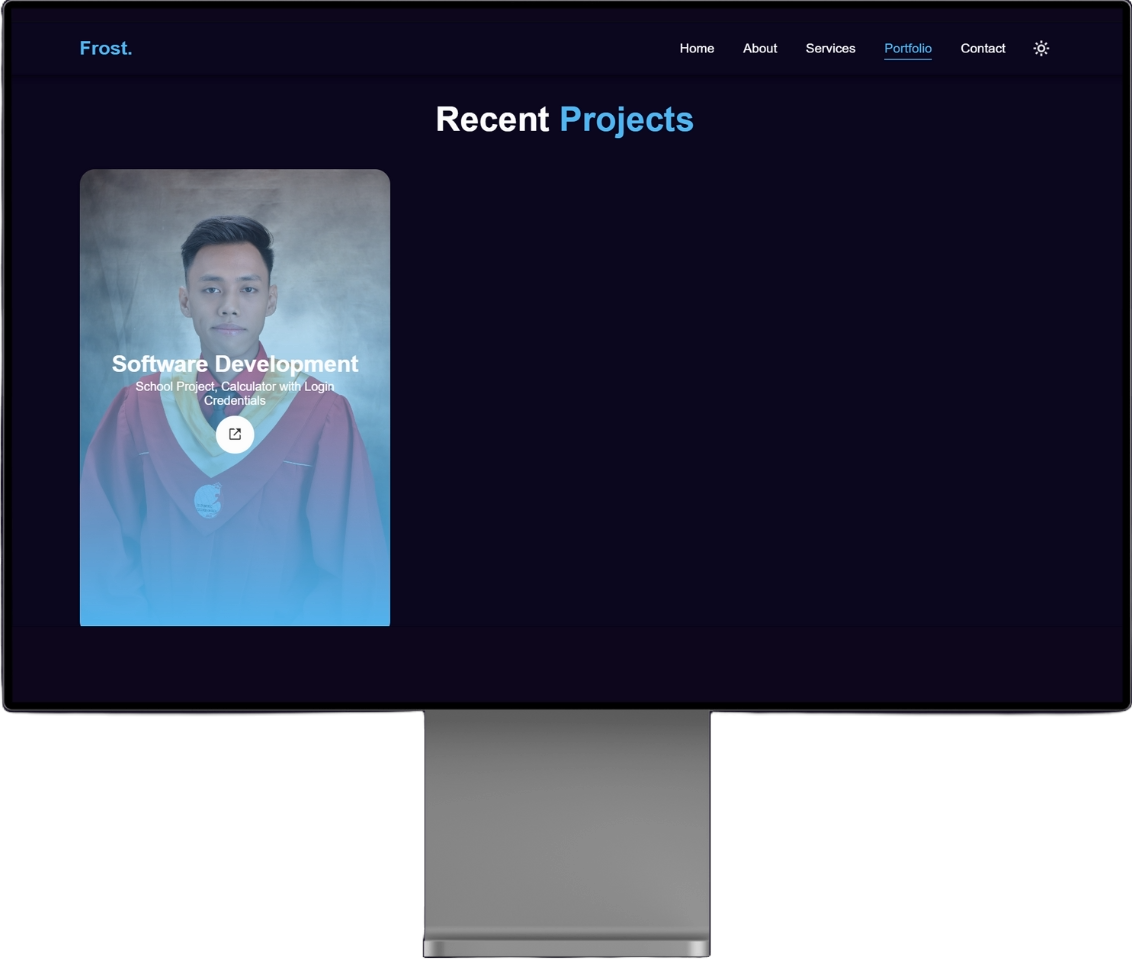 Frost.
Home About Services Portfolio Contact
Recent Projects
Software Development
School Project, Calculator with Login
Credentials